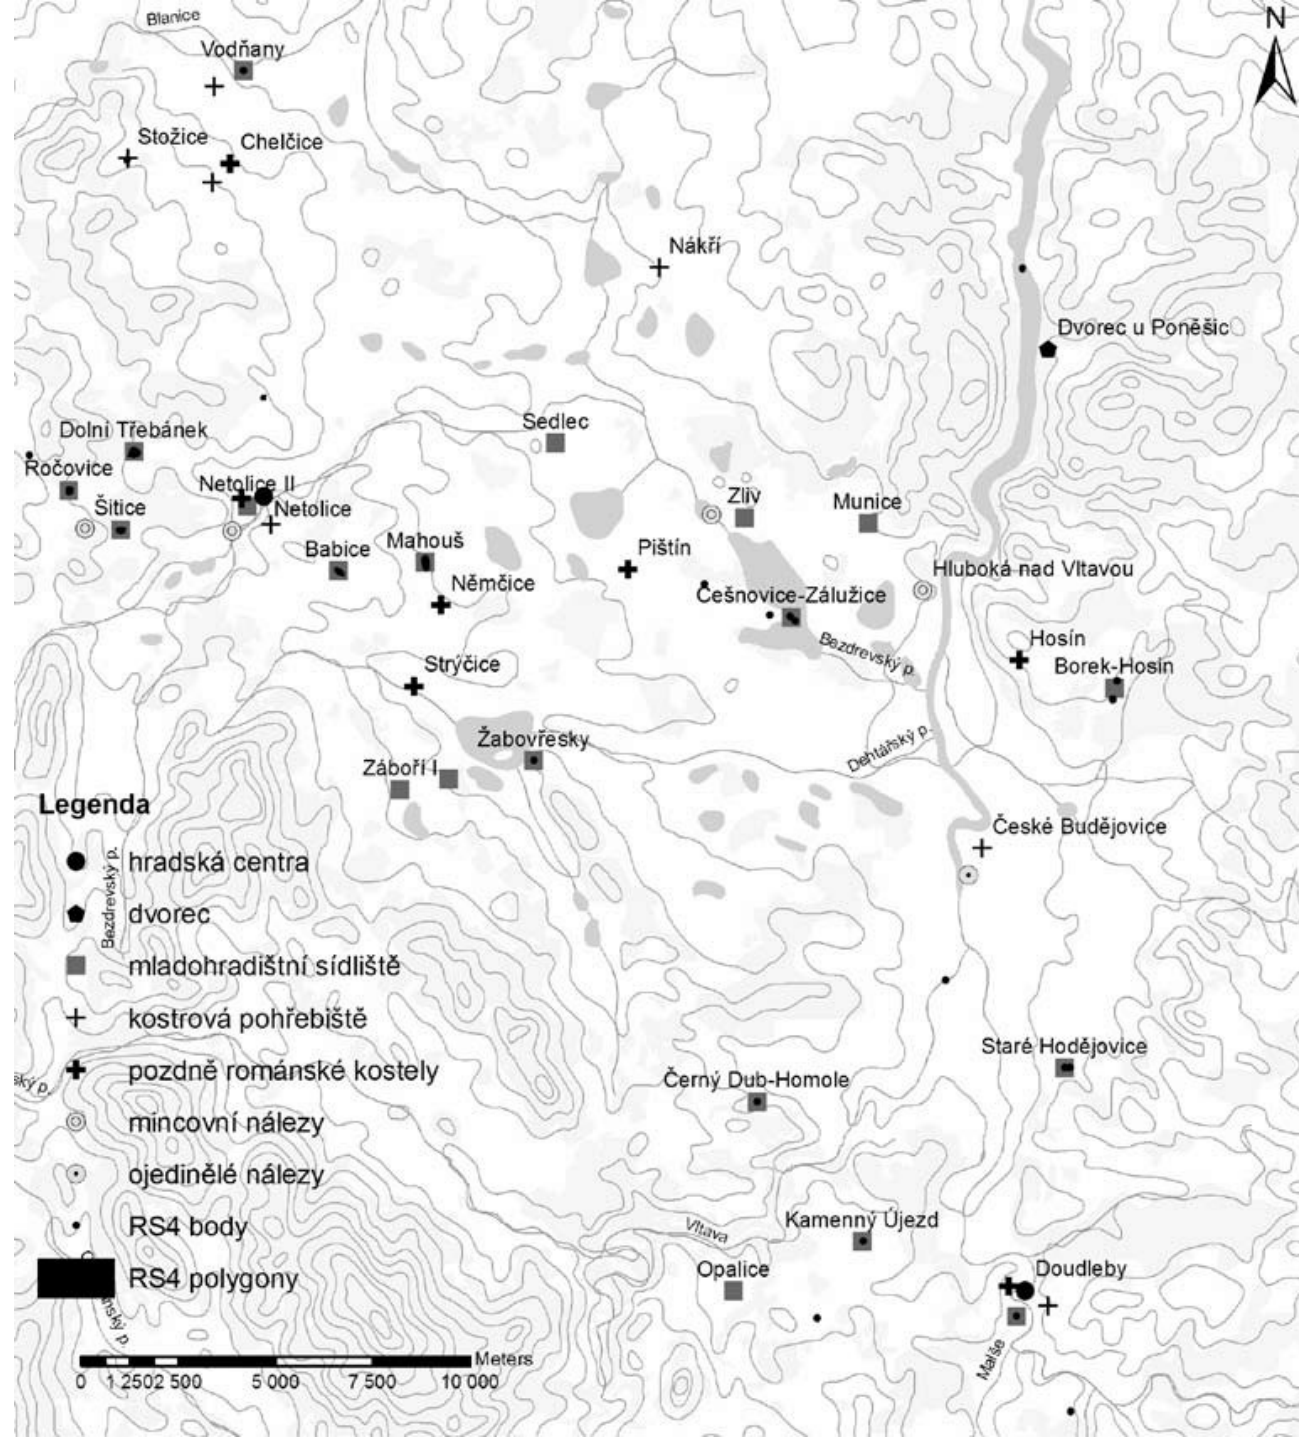 N
Blanice
Vodňany
Stožice
Chelčice
Nákří
Dvorec u Poněšic
Sedlec
Dolní Třebánek
Ročovice
Netolice II
Šitice
Netolice
Zliv
Munice
Babice
Mahouš
Pištín
Němčice
Hluboká nad Vltavou
Češnovice-Zálužice
Bezdrevský p.
Hosín
Borek-Hosín
Strýčice
Žabovřesky
Dehtářský p.
Záboří I
České Budějovice
Legenda
hradská centra
dvorec
Bezdrevský p.
mladohradištní sídliště
kostrová pohřebiště
pozdně románské kostely
ský p.
mincovní nálezy
ojedinělé nálezy
RS4 body
RS4 polygony
nský p.
Staré Hodějovice
Černý Dub-Homole
Vltava
Kamenný Újezd
Opalice
Doudleby
Malše
Meters
0 1 2502 500 5 000 7 500 10 000